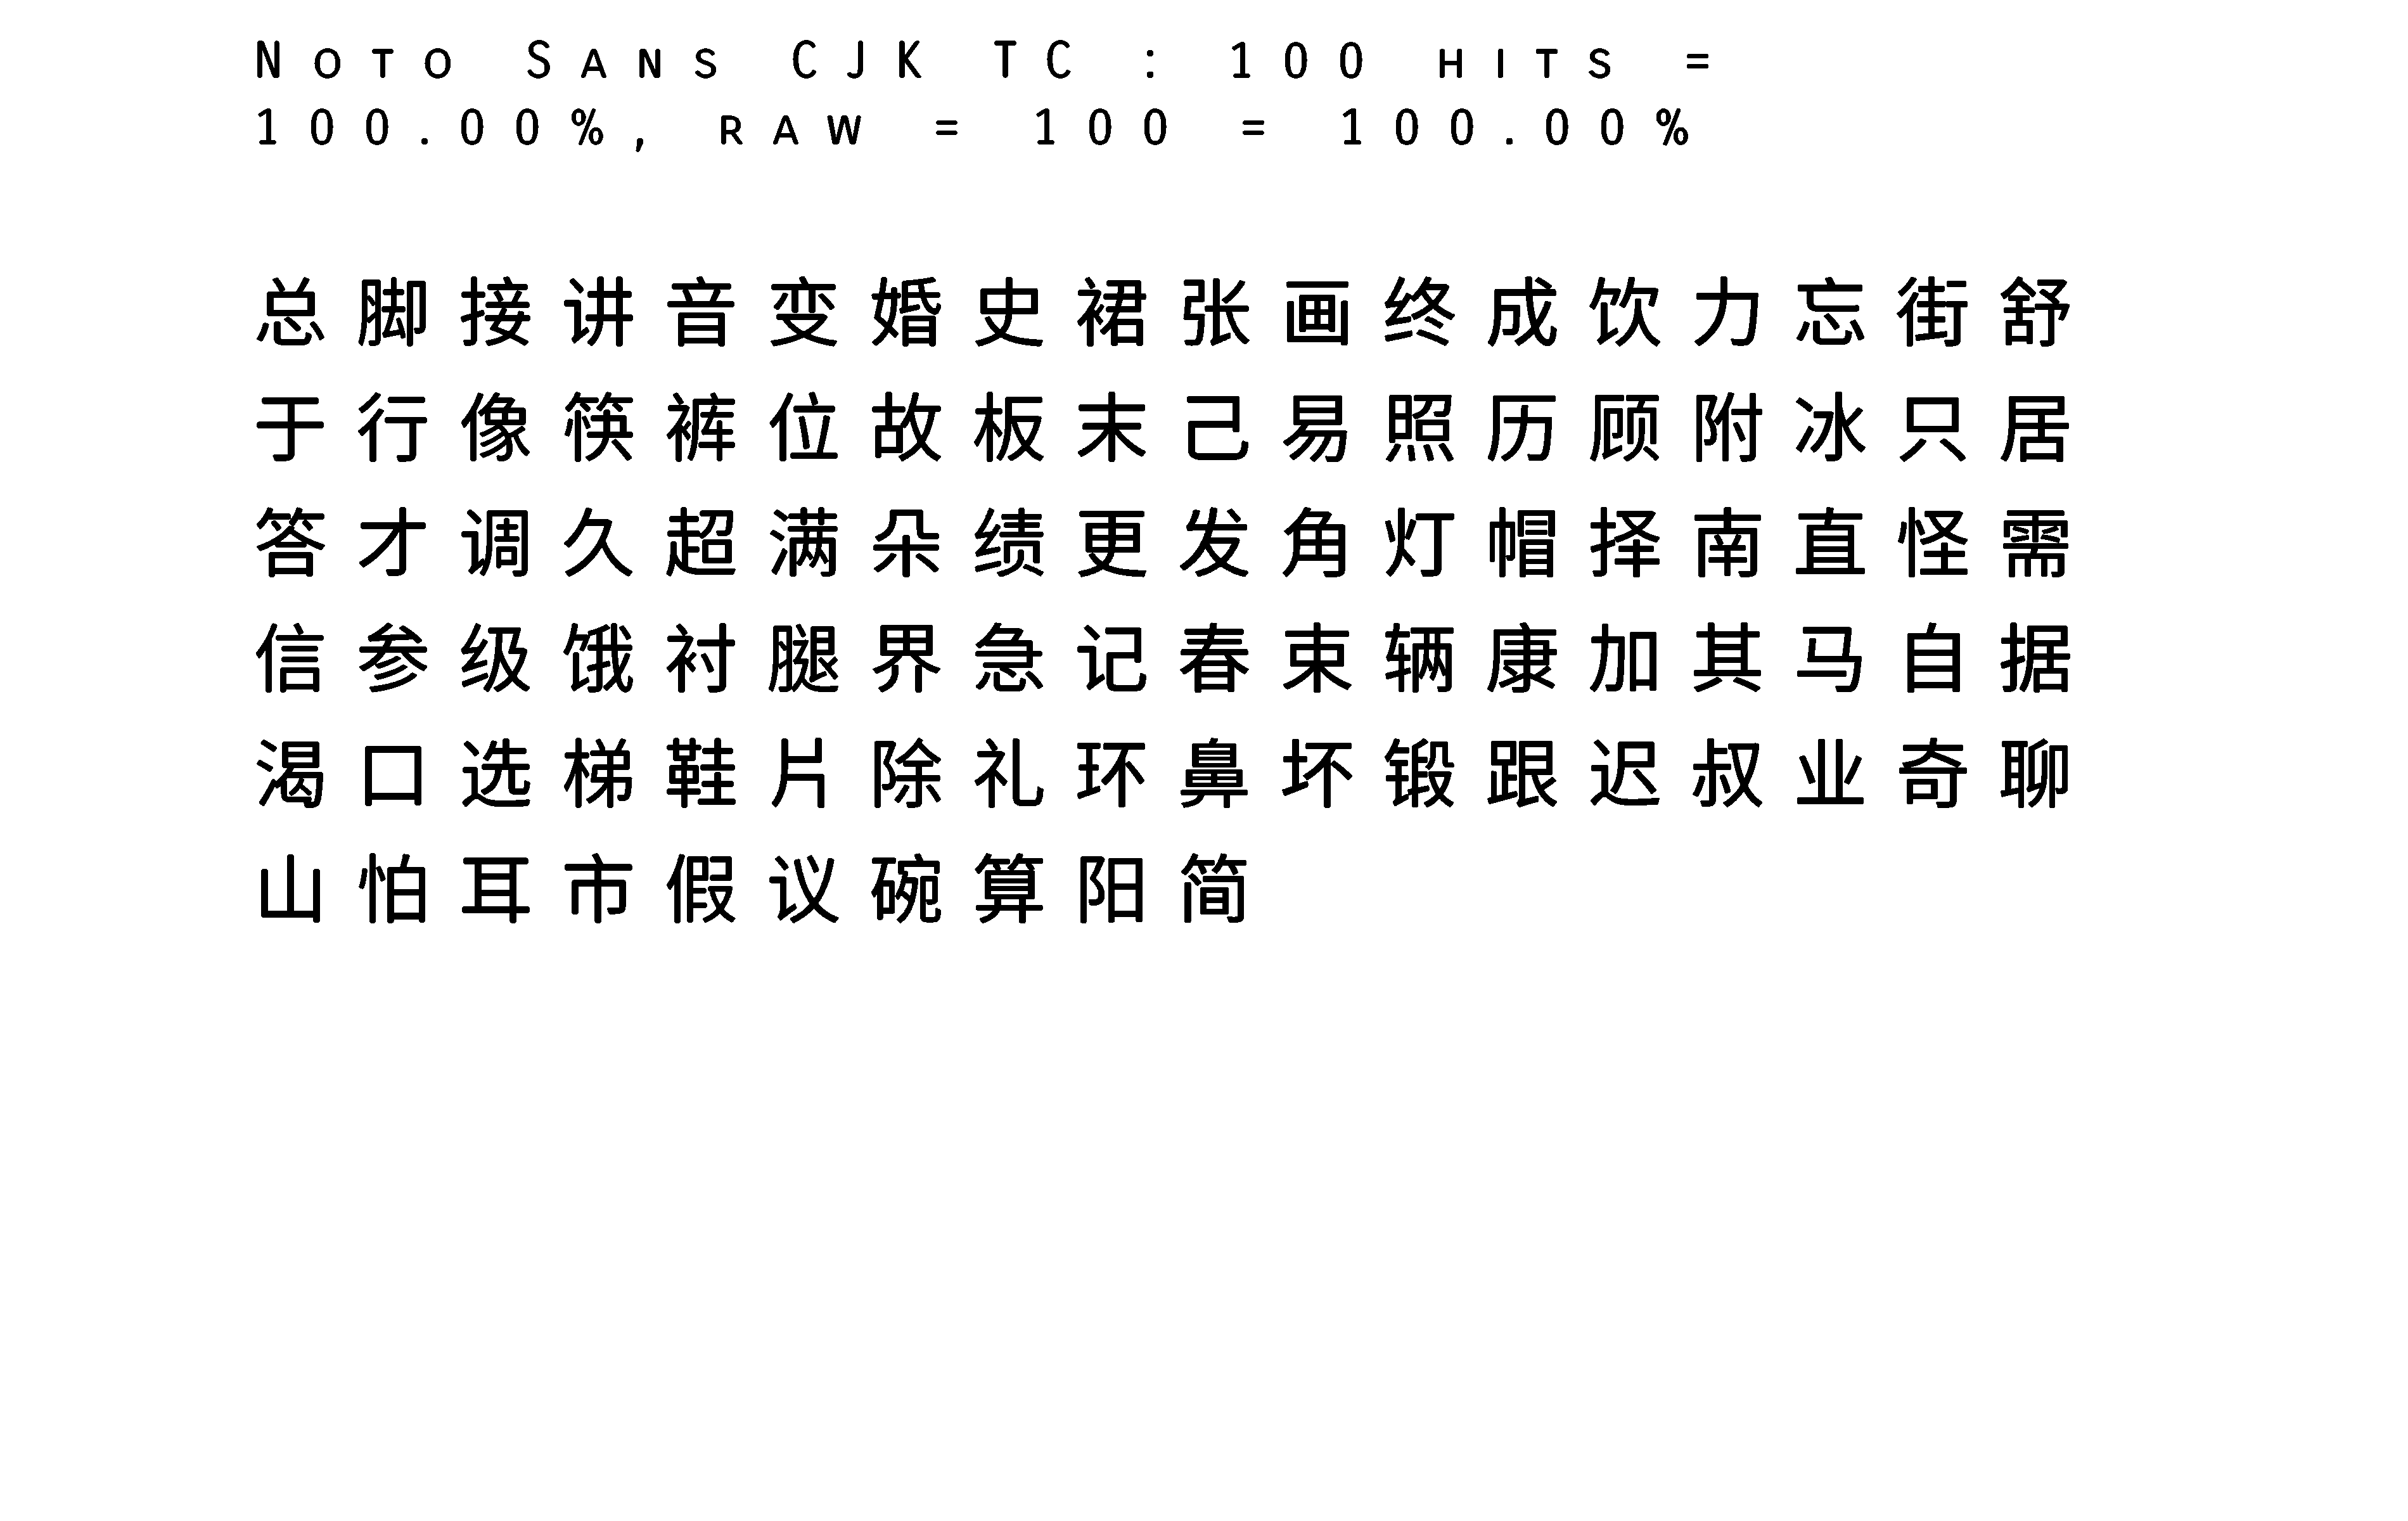 Noto Sans CJK TC : 100 hits =
100.00%, raw = 100 = 100.00%
总脚接讲音变婚史裙张画终成饮力忘街舒
于行像筷裤位故板末己易照历顾附冰只居
答才调久超满朵绩更发角灯帽择南直怪需
信参级饿衬腿界急记春束辆康加其马自据
渴口选梯鞋片除礼环鼻坏锻跟迟叔业奇聊
山怕耳市假议碗算阳简